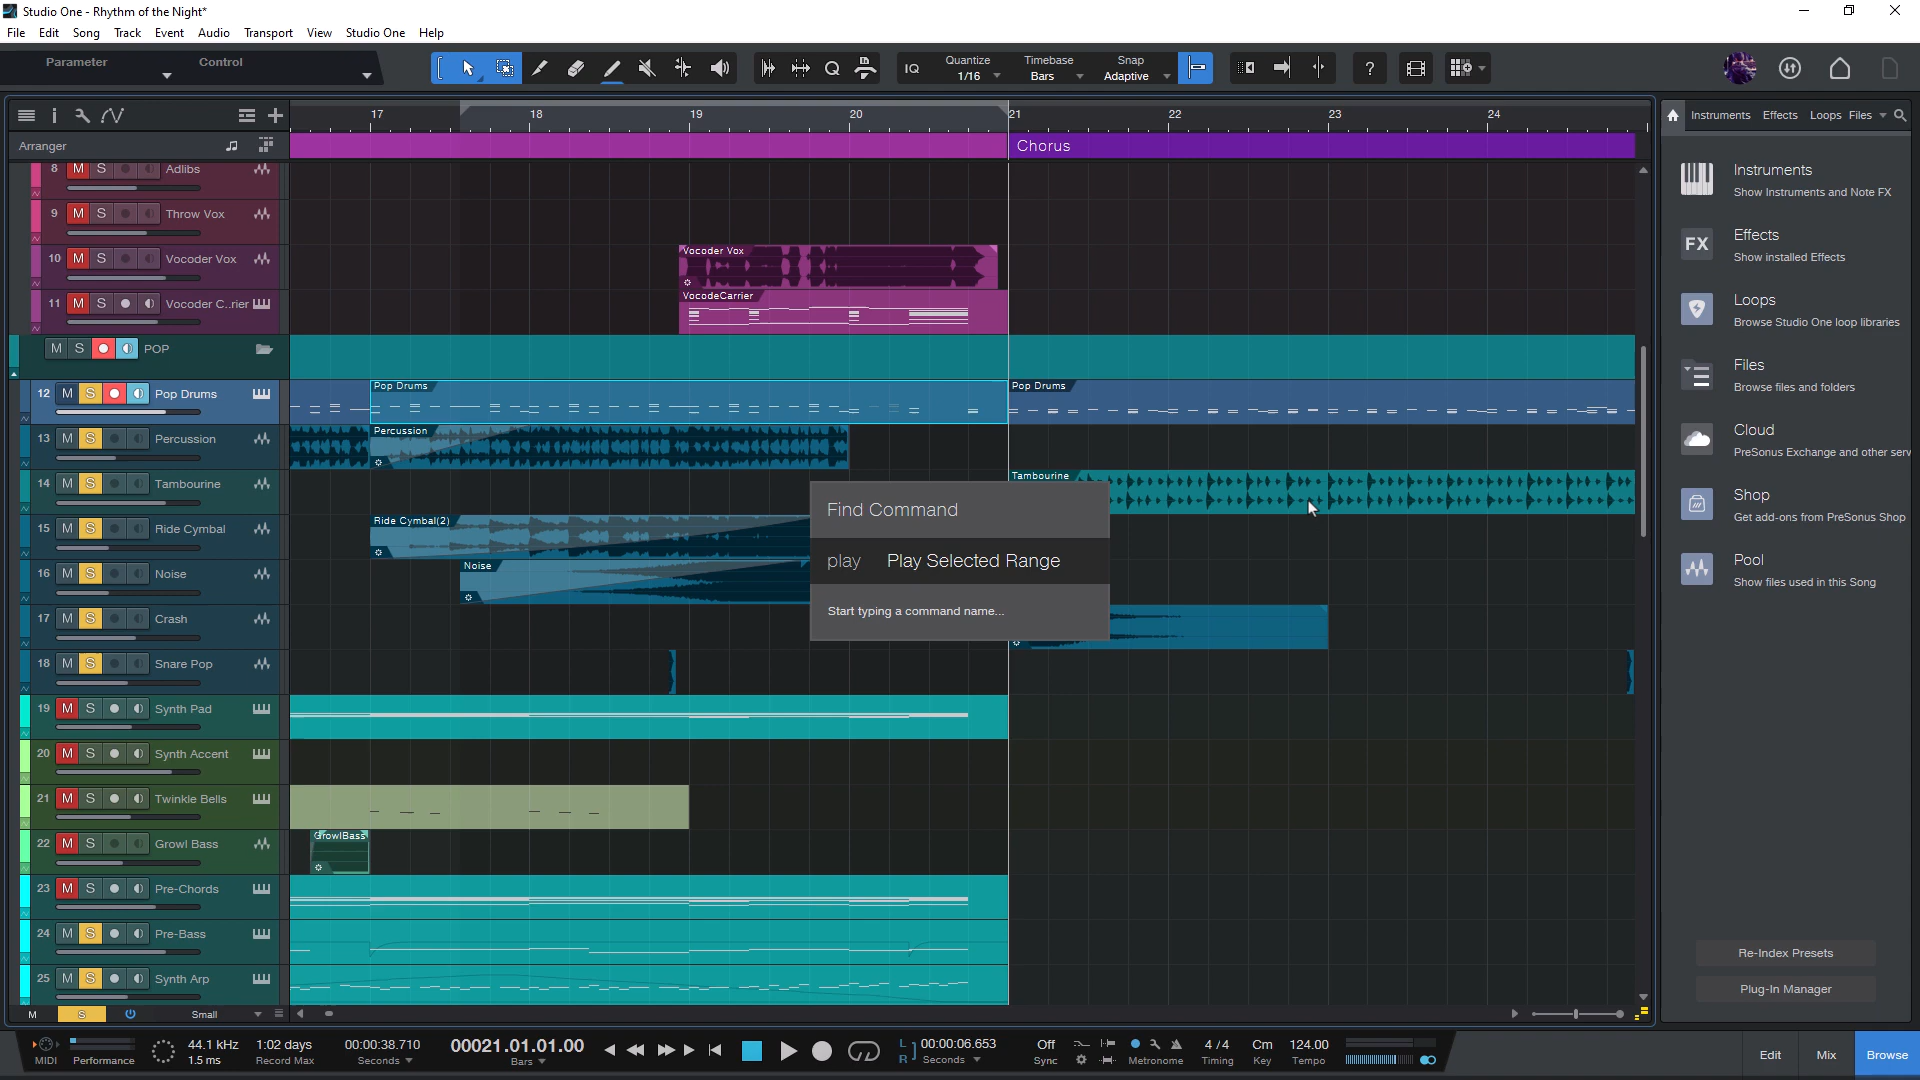 Studio One - Rhythm of the Night*
File Edit Song Track Event Audio Transport View Studio One Help
Parameter Control
IQ Quantize Timebase Snap
1/16 Bars Adaptive
?
17 18 19 20 21 22 23 24
Instruments Effects Loops Files
Arranger
Chorus
8 M S Adlibs
9 M S Throw Vox
10 M S Vocoder Vox
Vocoder Vox
11 M S Vocoder C..rier
VocodeCarrier
M S POP
12 M S Pop Drums
Pop Drums
Pop Drums
13 M S Percussion
Percussion
14 M S Tambourine
Tambourine
15 M S Ride Cymbal
Ride Cymbal(2)
16 M S Noise
Noise
17 M S Crash
18 M S Snare Pop
19 M S Synth Pad
20 M S Synth Accent
21 M S Twinkle Bells
22 M S Growl Bass
GrowlBass
23 M S Pre-Chords
24 M S Pre-Bass
25 M S Synth Arp
M S Small
Find Command
play Play Selected Range
Start typing a command name...
Instruments
Show Instruments and Note FX
FX
Effects
Show installed Effects
Loops
Browse Studio One loop libraries
Files
Browse files and folders
Cloud
PreSonus Exchange and other serv
Shop
Get add-ons from PreSonus Shop
Pool
Show files used in this Song
Re-Index Presets
Plug-In Manager
MIDI Performance
44.1 kHz
1.5 ms
1:02 days
Record Max
00:00:38.710
Seconds
00021.01.01.00
Bars
L
R
00:00:06.653
Seconds
Off
Sync
Metronome
4 / 4
Timing
Cm
Key
124.00
Tempo
Edit Mix Browse